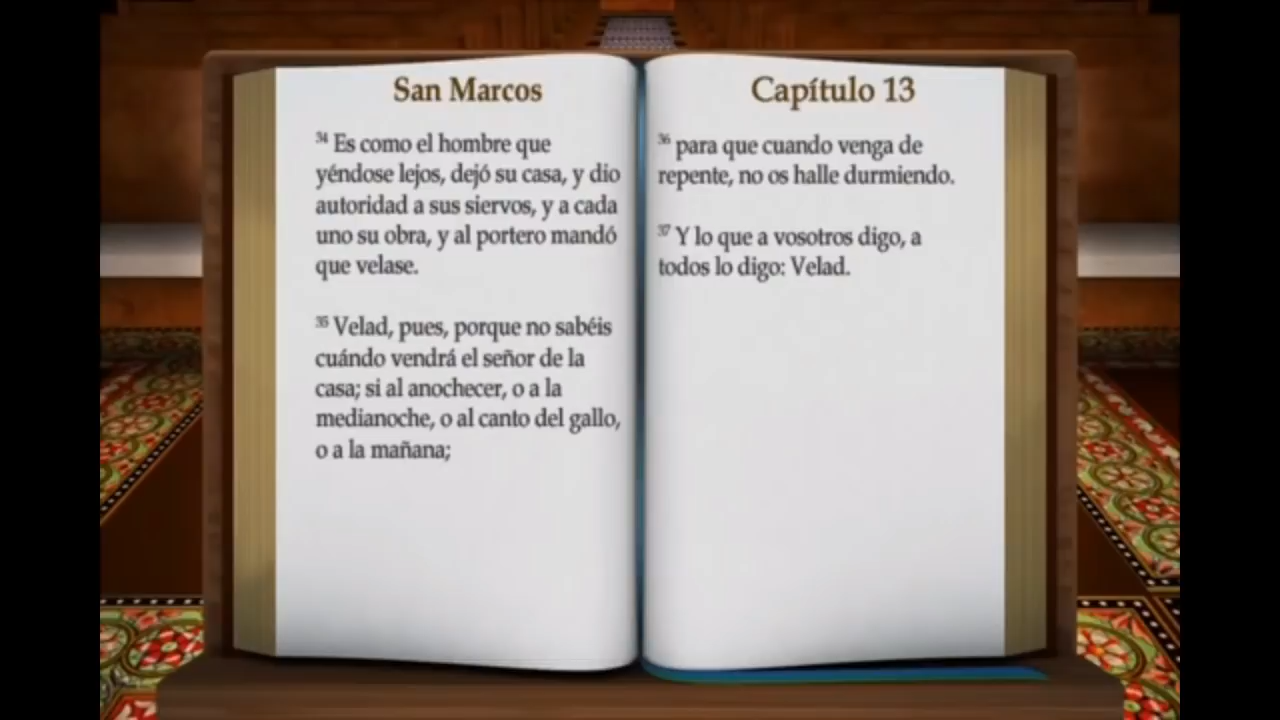 San Marcos
³⁴ Es como el hombre que
yéndose lejos, dejó su casa, y dio
autoridad a sus siervos, y a cada
uno su obra, y al portero mandó
que velase.
³⁵ Velad, pues, porque no sabéis
cuándo vendrá el señor de la
casa; si al anochecer, o a la
medianoche, o al canto del gallo,
o a la mañana;
Capítulo 13
³⁶ para que cuando venga de
repente, no os halle durmiendo.
³⁷ Y lo que a vosotros digo, a
todos lo digo: Velad.